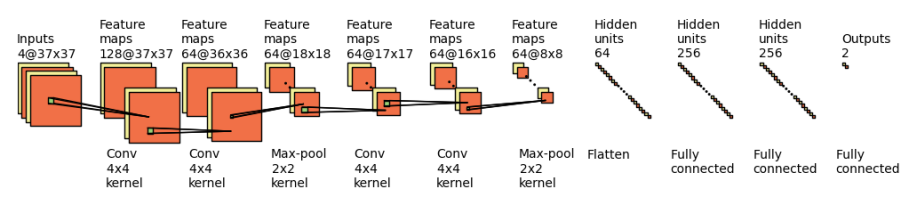 Inputs
4@37x37
Feature
maps
128@37x37
Feature
maps
64@36x36
Feature
maps
64@18x18
Feature
maps
64@17x17
Feature
maps
64@16x16
Feature
maps
64@8x8
Hidden
units
64
Hidden
units
256
Hidden
units
256
Outputs
2
Conv
4x4
kernel
Conv
4x4
kernel
Max-pool
2x2
kernel
Conv
4x4
kernel
Conv
4x4
kernel
Max-pool
2x2
kernel
Flatten
Fully
connected
Fully
connected
Fully
connected